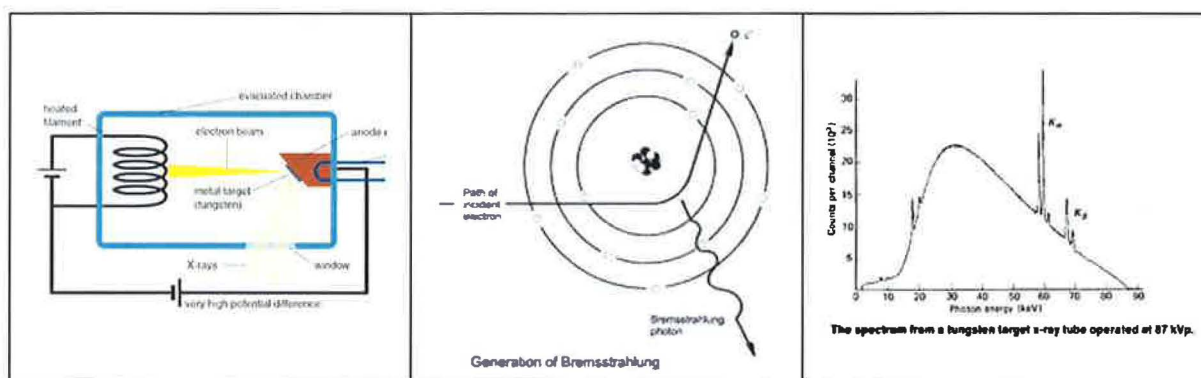 evacuated chamber
heated
filament
electron beam
anode
metal target
(tungsten)
X-rays
window
very high potential difference
Path of
incident
electron
Bremsstrahlung
photon
Generation of Bremsstrahlung
Counts per channel (10³)
30
25
20
15
10
5
Kα
Kβ
0 10 20 30 40 50 60 70 80 90
Photon energy (keV)
The spectrum from a tungsten target x-ray tube operated at 87 kVp.